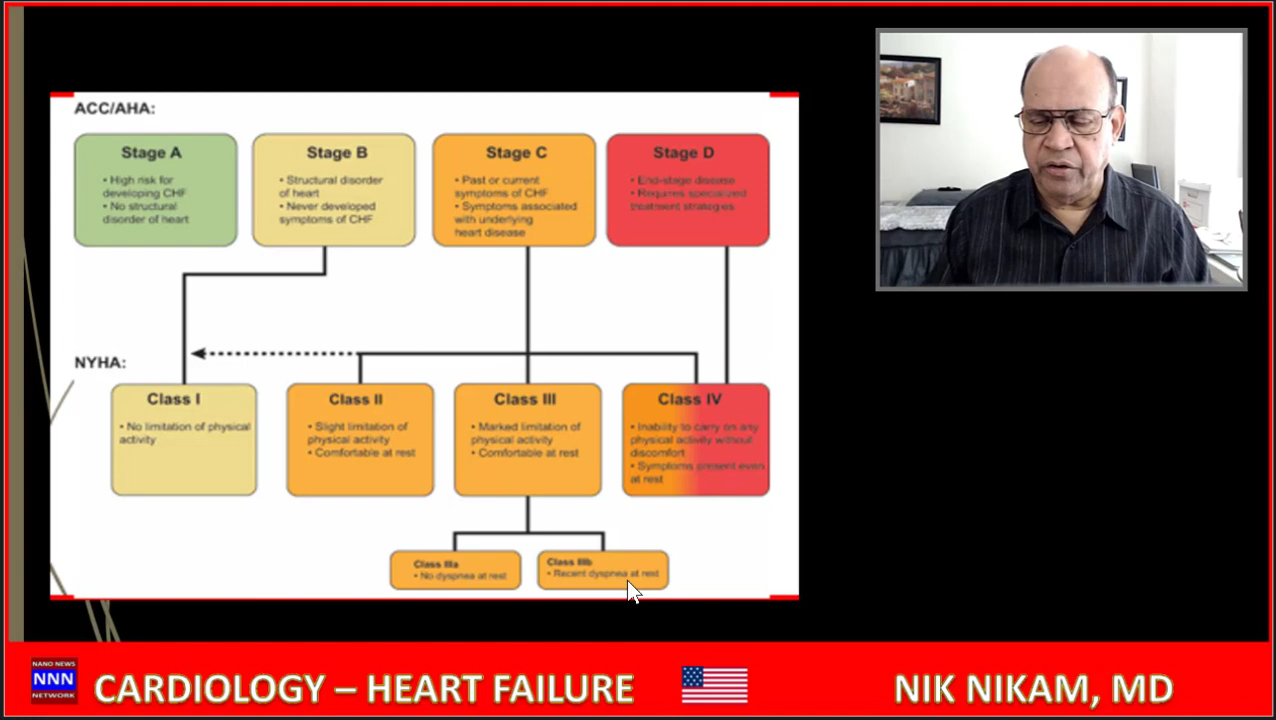 ACC/AHA:
Stage A
• High risk for
developing CHF
• No structural
disorder of heart
Stage B
• Structural disorder
of heart
• Never developed
symptoms of CHF
Stage C
• Past or current
symptoms of CHF
• Symptoms associated
with underlying
heart disease
Stage D
• End-stage disease
• Requires specialized
treatment strategies
NYHA:
Class I
• No limitation of physical
activity
Class II
• Slight limitation of
physical activity
• Comfortable at rest
Class III
• Marked limitation of
physical activity
• Comfortable at rest
Class IV
• Inability to carry on any
physical activity without
discomfort
• Symptoms present even
at rest
Class IIIa
• No dyspnea at rest
Class IIIb
• Recent dyspnea at rest
NANO NEWS
NNN
NETWORK
CARDIOLOGY – HEART FAILURE
NIK NIKAM, MD